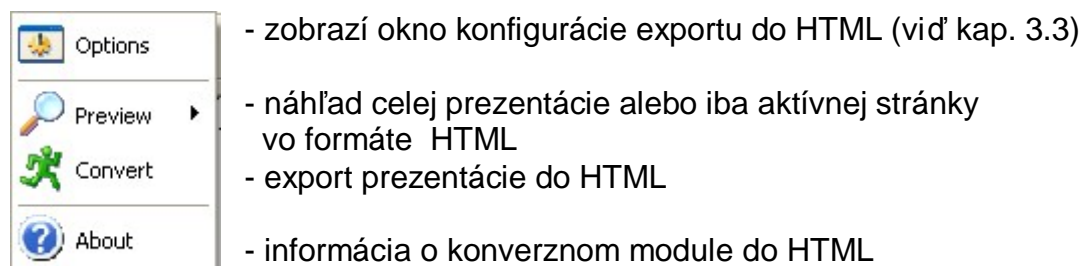 Options - zobrazí okno konfigurácie exportu do HTML (viď kap. 3.3)
Preview - náhľad celej prezentácie alebo iba aktívnej stránky
vo formáte HTML
Convert - export prezentácie do HTML
About - informácia o konverznom module do HTML